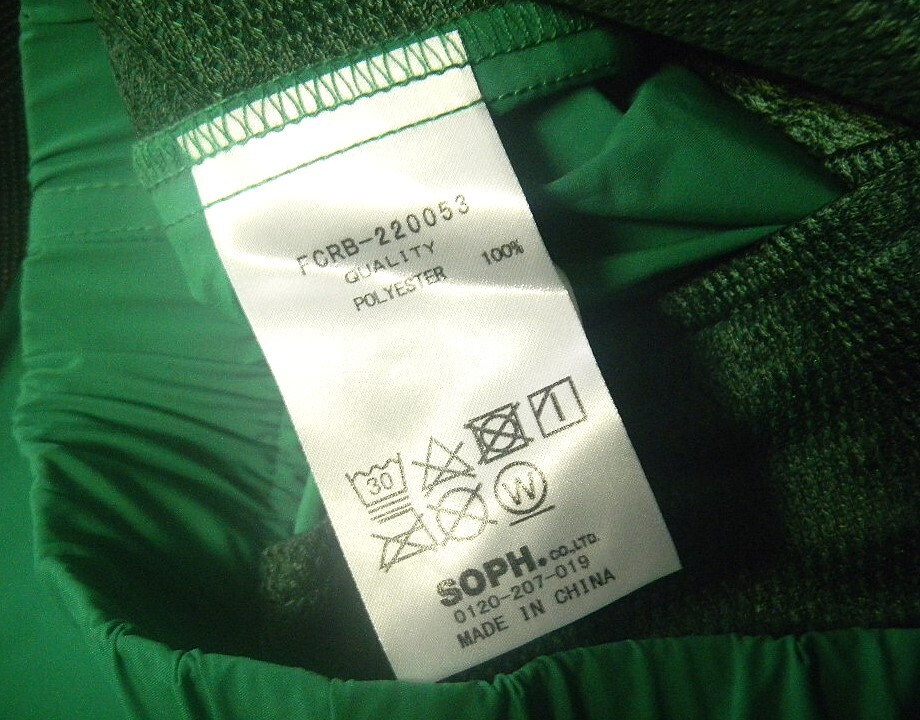 FCRB-220053
QUALITY
POLYESTER 100%
30
W
SOPH.CO.,LTD.
0120-207-019
MADE IN CHINA